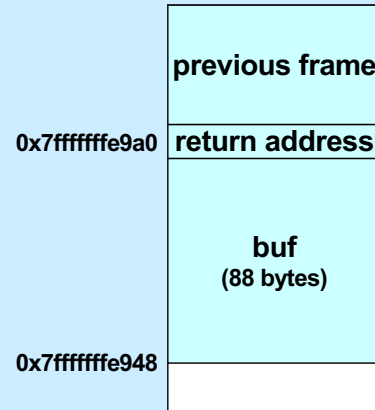 previous frame
0x7fffffffe9a0 return address
buf
(88 bytes)
0x7fffffffe948